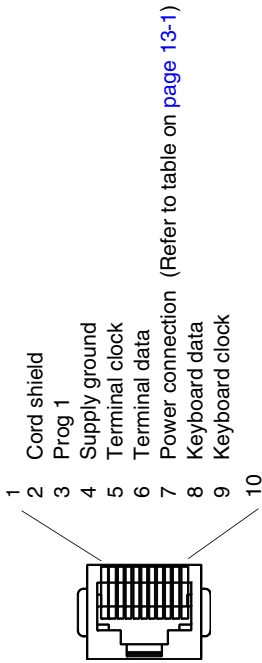 1
2 Cord shield
3 Prog 1
4 Supply ground
5 Terminal clock
6 Terminal data
7 Power connection (Refer to table on page 13-1)
8 Keyboard data
9 Keyboard clock
10